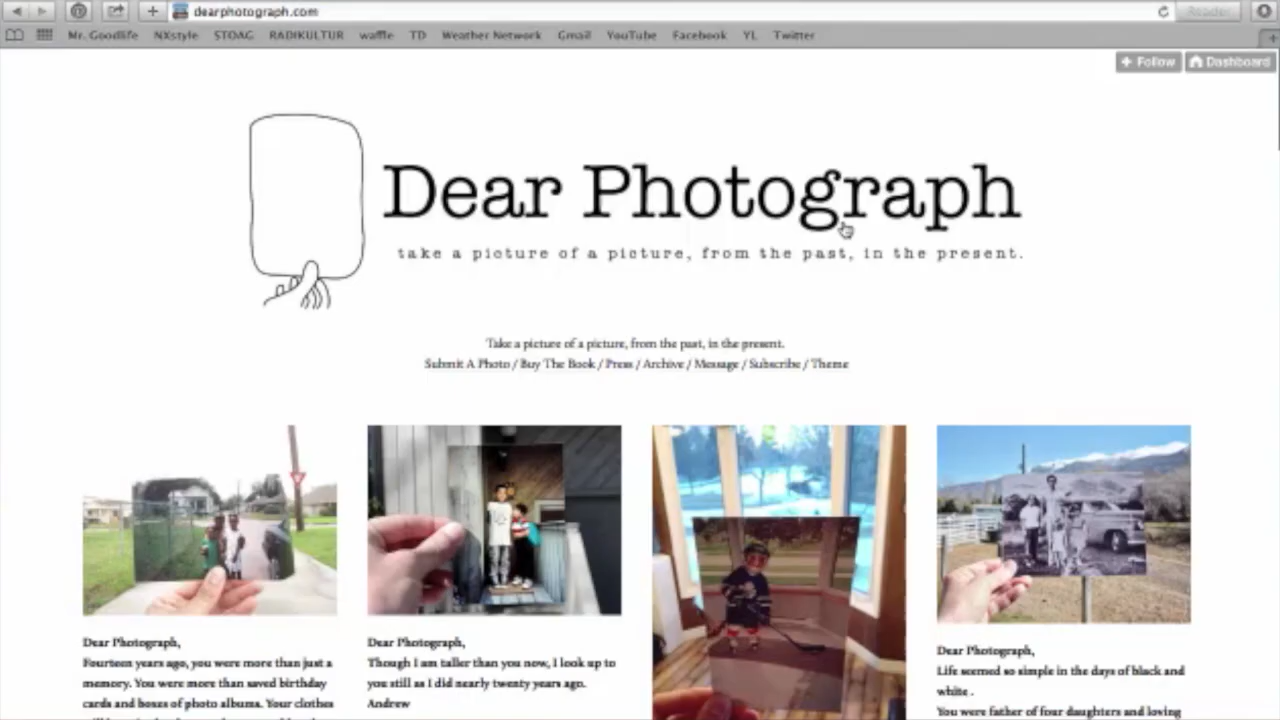 dearphotograph.com
Reader
Mr. Goodlife NXstyle STOAG RADIKULTUR waffle TD Weather Network Gmail YouTube Facebook YL Twitter
+ Follow Dashboard
Dear Photograph
take a picture of a picture, from the past, in the present.
Take a picture of a picture, from the past, in the present.
Submit A Photo / Buy The Book / Press / Archive / Message / Subscribe / Theme
Dear Photograph,
Fourteen years ago, you were more than just a
memory. You were more than saved birthday
cards and boxes of photo albums. Your clothes
Dear Photograph,
Though I am taller than you now, I look up to
you still as I did nearly twenty years ago.
Andrew
Dear Photograph,
Life seemed so simple in the days of black and
white .
You were father of four daughters and loving